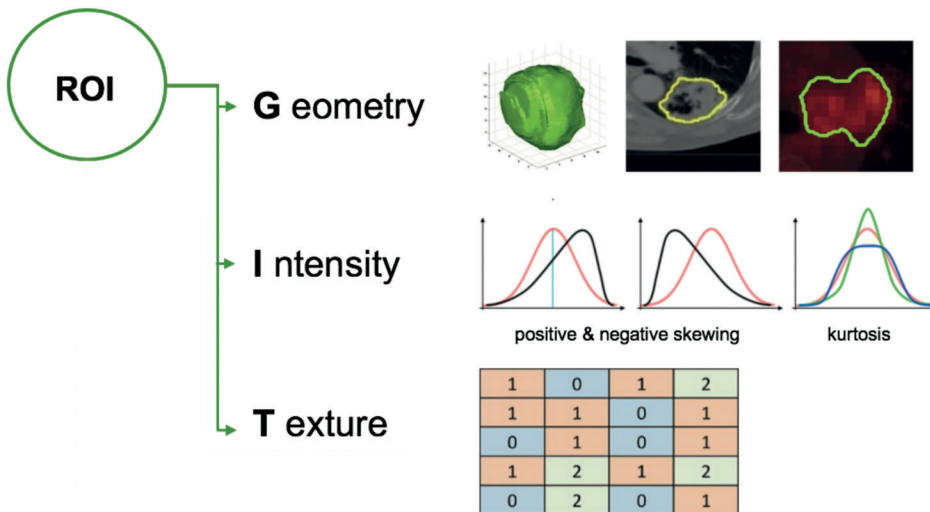 ROI
G eometry
I ntensity
positive & negative skewing
kurtosis
T exture
1 0 1 2
1 1 0 1
0 1 0 1
1 2 1 2
0 2 0 1